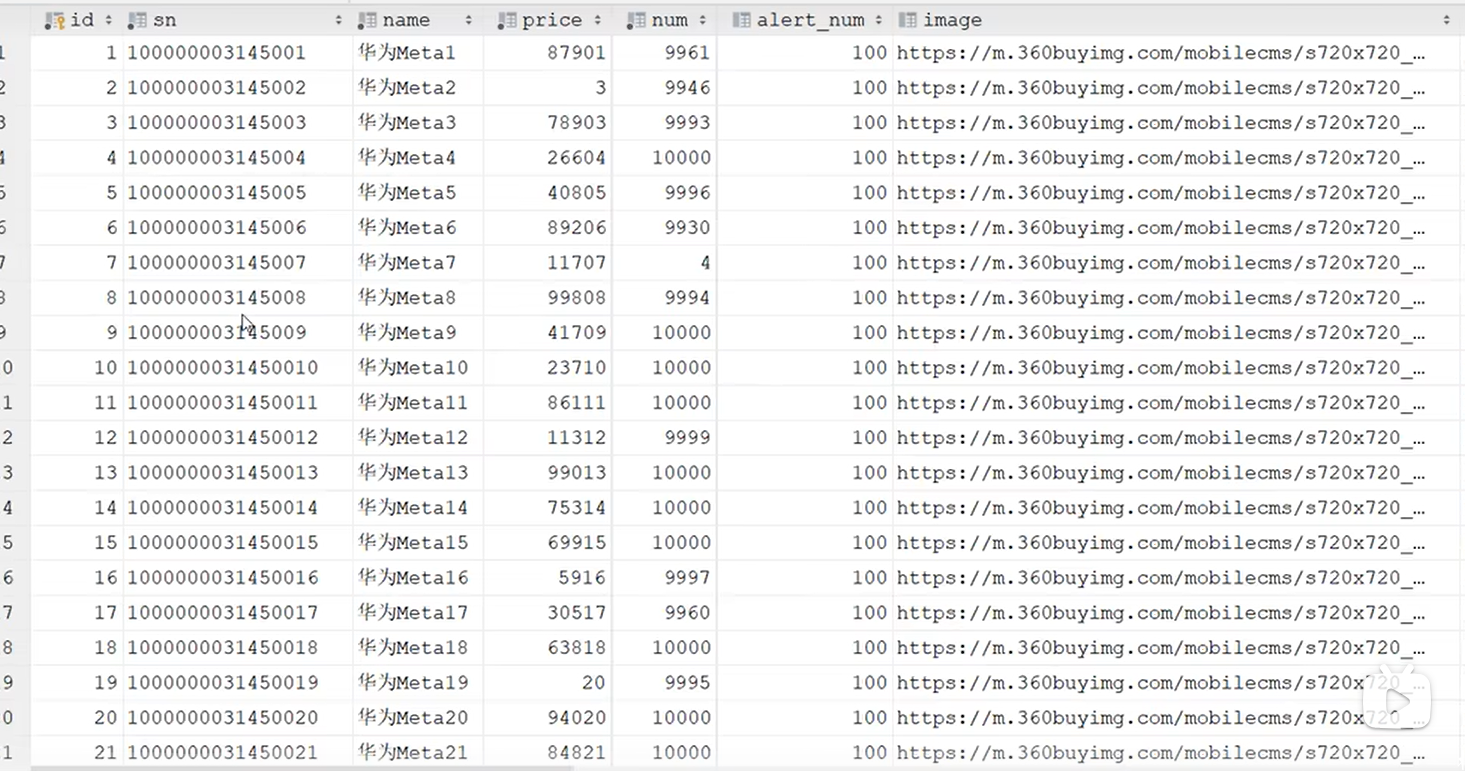 id sn name price num alert_num image
1 1 100000003145001 华为Meta1 87901 9961 100 https://m.360buyimg.com/mobilecms/s720x720_…
2 2 100000003145002 华为Meta2 3 9946 100 https://m.360buyimg.com/mobilecms/s720x720_…
3 3 100000003145003 华为Meta3 78903 9993 100 https://m.360buyimg.com/mobilecms/s720x720_…
4 4 100000003145004 华为Meta4 26604 10000 100 https://m.360buyimg.com/mobilecms/s720x720_…
5 5 100000003145005 华为Meta5 40805 9996 100 https://m.360buyimg.com/mobilecms/s720x720_…
6 6 100000003145006 华为Meta6 89206 9930 100 https://m.360buyimg.com/mobilecms/s720x720_…
7 7 100000003145007 华为Meta7 11707 4 100 https://m.360buyimg.com/mobilecms/s720x720_…
8 8 100000003145008 华为Meta8 99808 9994 100 https://m.360buyimg.com/mobilecms/s720x720_…
9 9 100000003145009 华为Meta9 41709 10000 100 https://m.360buyimg.com/mobilecms/s720x720_…
0 10 1000000031450010 华为Meta10 23710 10000 100 https://m.360buyimg.com/mobilecms/s720x720_…
1 11 1000000031450011 华为Meta11 86111 10000 100 https://m.360buyimg.com/mobilecms/s720x720_…
2 12 1000000031450012 华为Meta12 11312 9999 100 https://m.360buyimg.com/mobilecms/s720x720_…
3 13 1000000031450013 华为Meta13 99013 10000 100 https://m.360buyimg.com/mobilecms/s720x720_…
4 14 1000000031450014 华为Meta14 75314 10000 100 https://m.360buyimg.com/mobilecms/s720x720_…
5 15 1000000031450015 华为Meta15 69915 10000 100 https://m.360buyimg.com/mobilecms/s720x720_…
6 16 1000000031450016 华为Meta16 5916 9997 100 https://m.360buyimg.com/mobilecms/s720x720_…
7 17 1000000031450017 华为Meta17 30517 9960 100 https://m.360buyimg.com/mobilecms/s720x720_…
8 18 1000000031450018 华为Meta18 63818 10000 100 https://m.360buyimg.com/mobilecms/s720x720_…
9 19 1000000031450019 华为Meta19 20 9995 100 https://m.360buyimg.com/mobilecms/s720x720_…
0 20 1000000031450020 华为Meta20 94020 10000 100 https://m.360buyimg.com/mobilecms/s720x720_…
1 21 1000000031450021 华为Meta21 84821 10000 100 https://m.360buyimg.com/mobilecms/s720x720_…